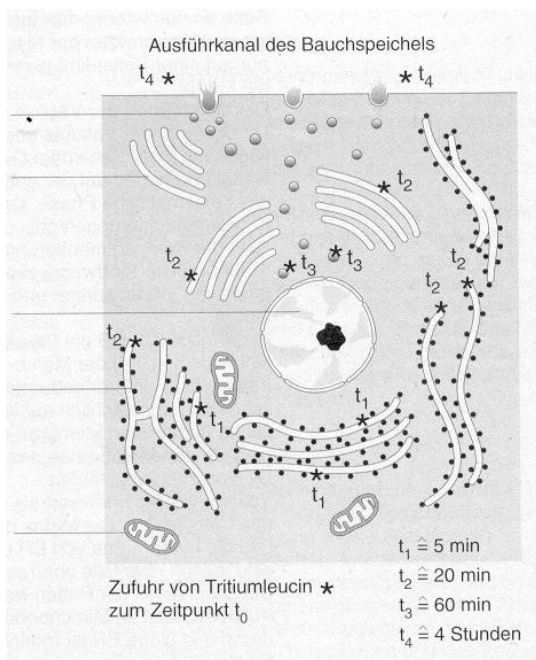 Ausführkanal des Bauchspeichels
t4 * * t4
t2
t2
t3 t3
t2
t2
t2
t1
t1
t1
Zufuhr von Tritiumleucin *
zum Zeitpunkt t0
t1 ≙ 5 min
t2 ≙ 20 min
t3 ≙ 60 min
t4 ≙ 4 Stunden